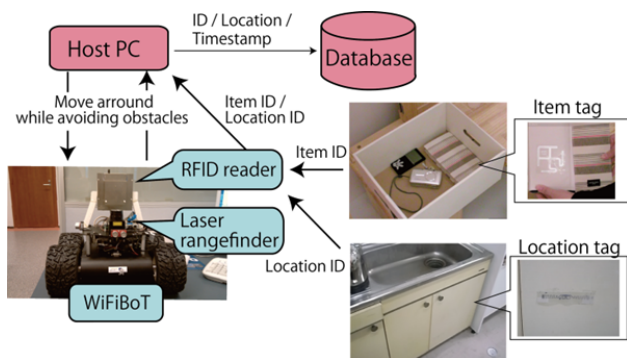 ID / Location /
Timestamp
Host PC
Database
Move arround
while avoiding obstacles
Item ID /
Location ID
Item tag
Item ID
RFID reader
Laser
rangefinder
Location ID
Location tag
WiFiBoT